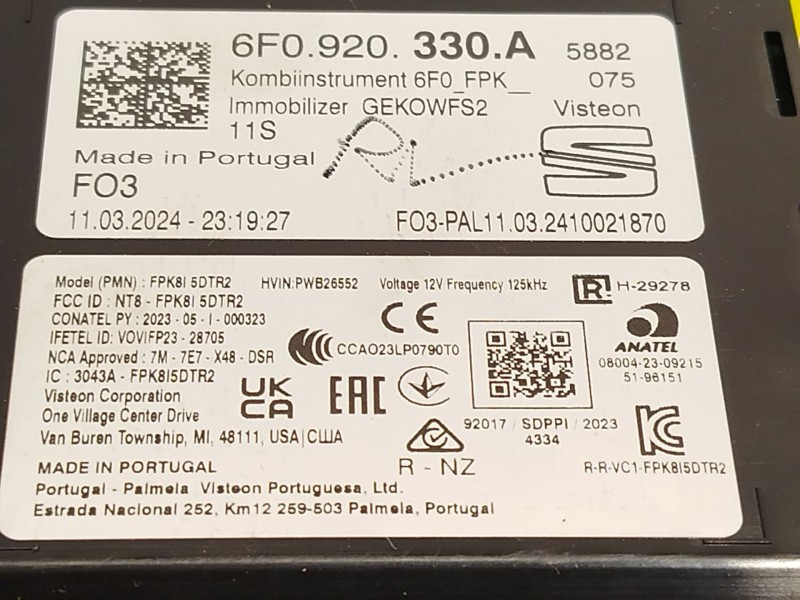 6F0.920. 330.A 5882
Kombiinstrument 6F0_FPK__ 075
Immobilizer GEKOWFS2 Visteon
11S
Made in Portugal
FO3
11.03.2024 - 23:19:27 FO3-PAL11.03.2410021870
Model (PMN) : FPK8I 5DTR2 HVIN:PWB26552 Voltage 12V Frequency 125kHz R H-29278
FCC ID : NT8 - FPK8I 5DTR2
CONATEL PY : 2023 - 05 - I - 000323
IFETEL ID: VOVIFP23 - 28705
NCA Approved : 7M - 7E7 - X48 - DSR
IC : 3043A - FPK8I5DTR2
CE
CCAO23LP0790T0
ANATEL
08004-23-09215
51-96151
Visteon Corporation
One Village Center Drive
Van Buren Township, MI, 48111, USA|США
UK
CA
EAC
92017 / SDPPI / 2023
4334
R - NZ
R-R-VC1-FPK8I5DTR2
MADE IN PORTUGAL
Portugal - Palmela Visteon Portuguesa, Ltd.
Estrada Nacional 252, Km12 259-503 Palmela, Portugal